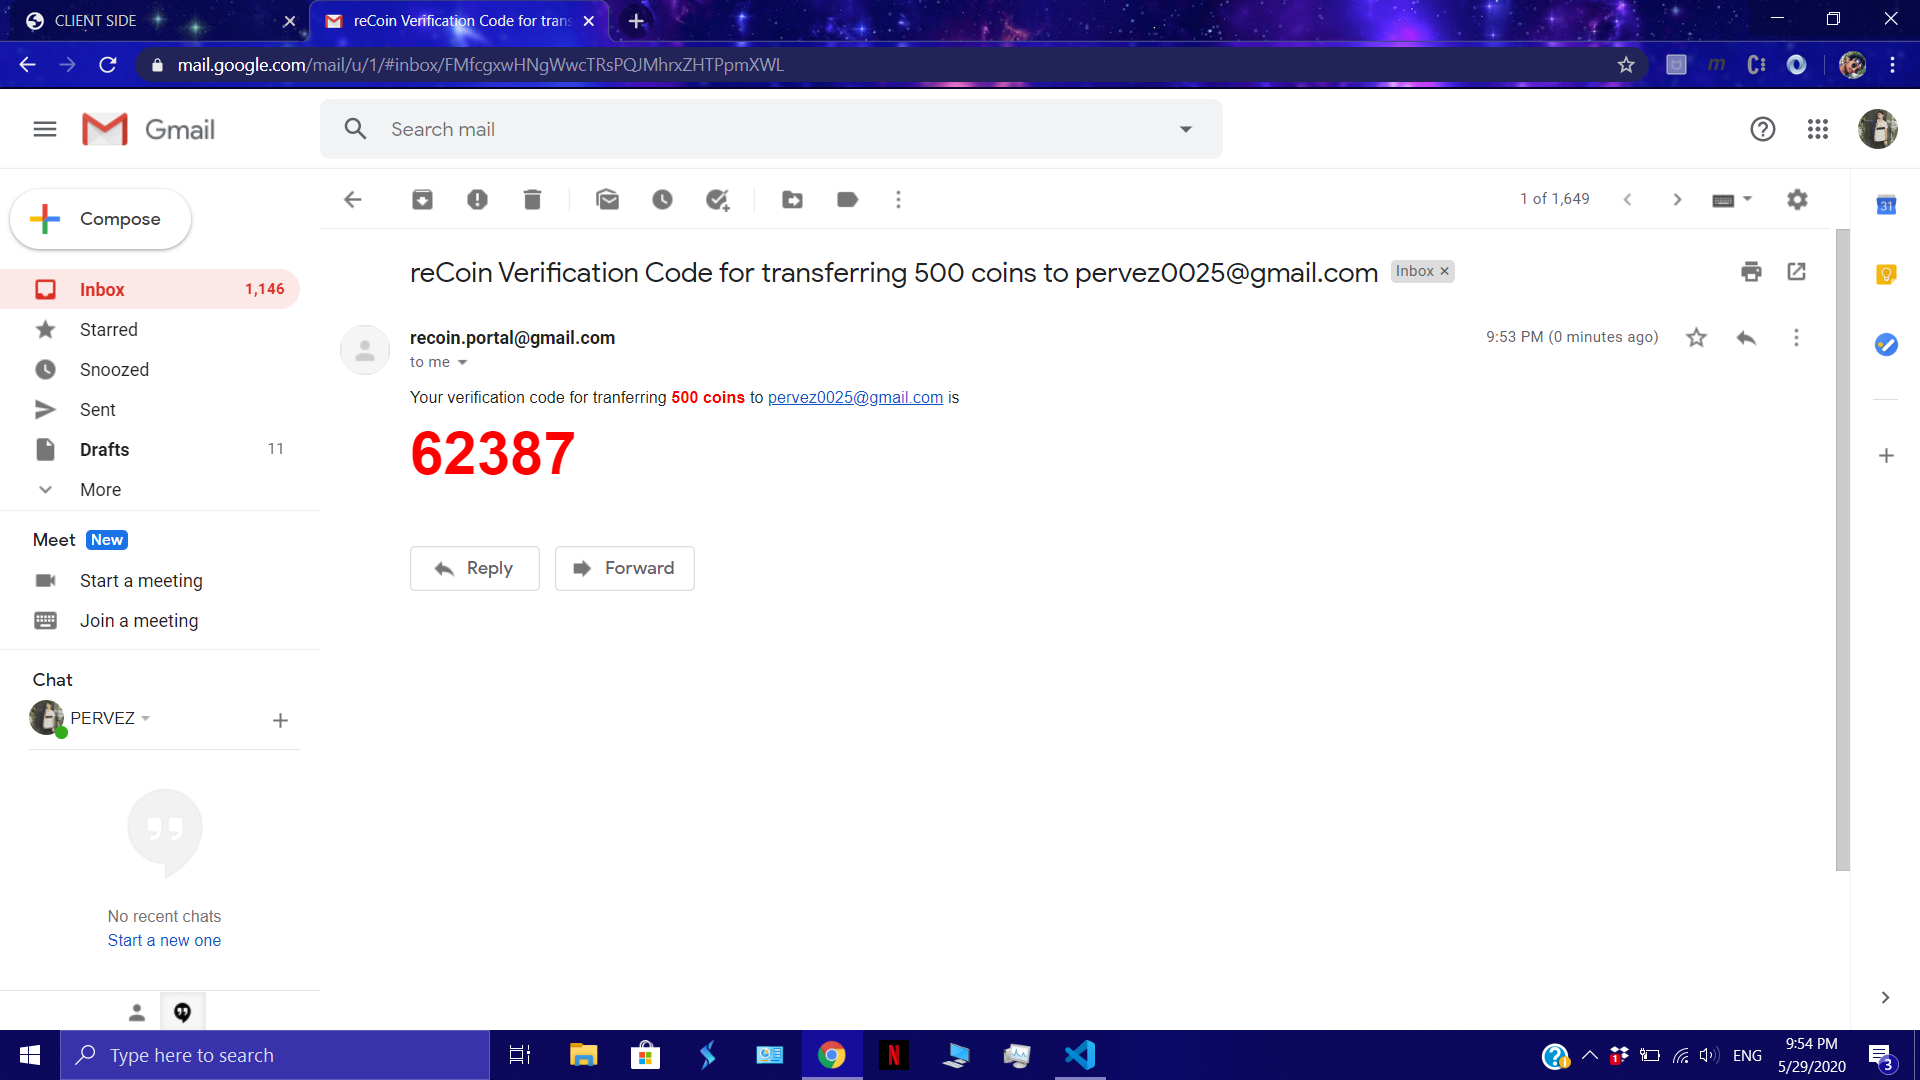 CLIENT SIDE
reCoin Verification Code for trans
mail.google.com/mail/u/1/#inbox/FMfcgxwHNgWwcTRsPQJMhrxZHTPpmXWL
Gmail
Search mail
Compose
1 of 1,649
31
Inbox 1,146
Starred
Snoozed
Sent
Drafts 11
More
Meet New
Start a meeting
Join a meeting
Chat
PERVEZ
No recent chats
Start a new one
reCoin Verification Code for transferring 500 coins to pervez0025@gmail.com Inbox
recoin.portal@gmail.com
9:53 PM (0 minutes ago)
to me
Your verification code for tranferring 500 coins to pervez0025@gmail.com is
62387
Reply
Forward
Type here to search
ENG
9:54 PM
5/29/2020
3